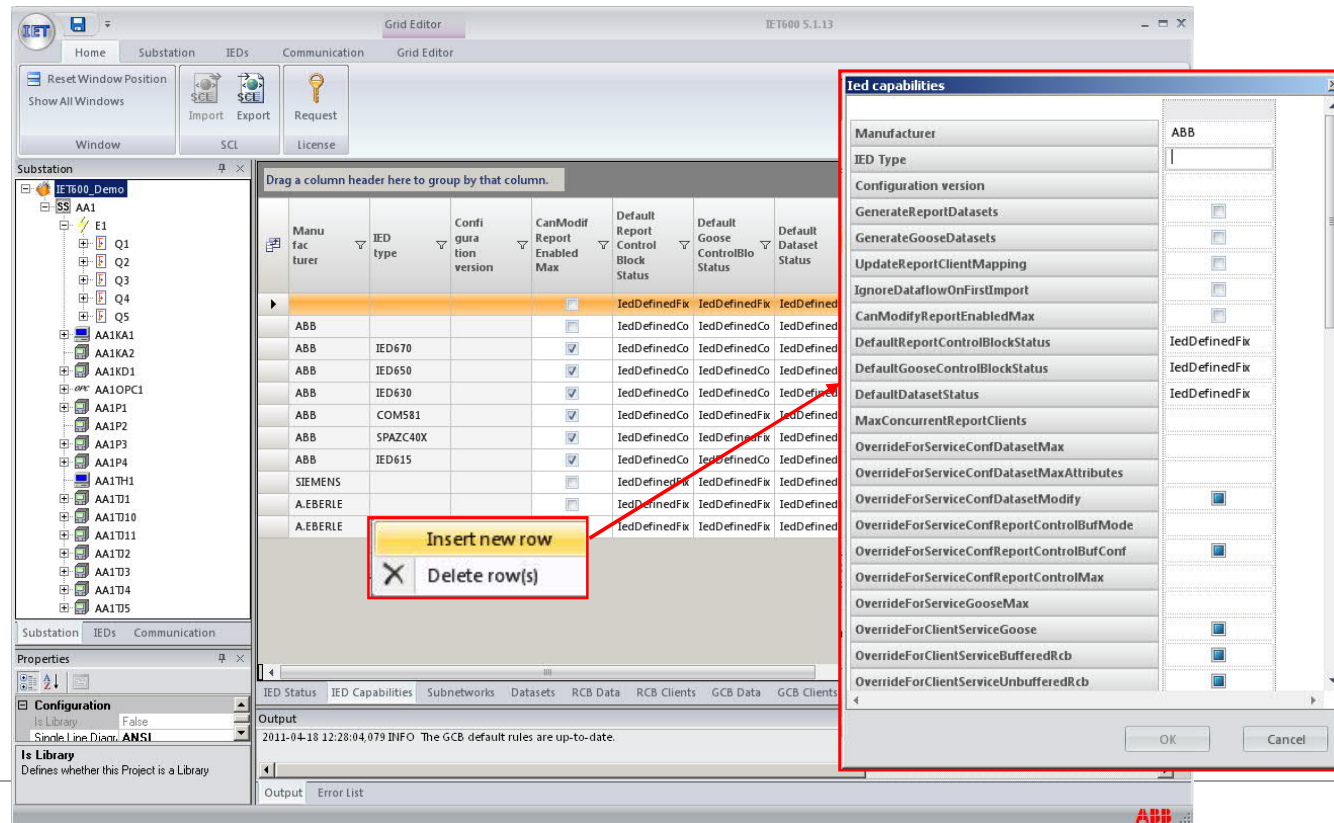 IET
Grid Editor
IET600 5.1.13
Home Substation IEDs Communication Grid Editor
Reset Window Position
Show All Windows
SCL SCL
Import Export
Request
Window SCL License
Substation
IET600_Demo
SS AA1
E1
Q1
Q2
Q3
Q4
Q5
AA1KA1
AA1KA2
AA1KD1
OPC AA1OPC1
AA1P1
AA1P2
AA1P3
AA1P4
AA1TH1
AA1TJ1
AA1TJ10
AA1TJ11
AA1TJ2
AA1TJ3
AA1TJ4
AA1TJ5
Substation IEDs Communication
Properties
Configuration
Is Library False
Single Line Diagr. ANSI
Is Library
Defines whether this Project is a Library
Drag a column header here to group by that column.
Manu
fac
turer
IED
type
Confi
gura
tion
version
CanModif
Report
Enabled
Max
Default
Report
Control
Block
Status
Default
Goose
ControlBlo
Status
Default
Dataset
Status
IedDefinedFix IedDefinedFix IedDefined
ABB IedDefinedCo IedDefinedCo IedDefined
ABB IED670 IedDefinedCo IedDefinedCo IedDefined
ABB IED650 IedDefinedCo IedDefinedCo IedDefined
ABB IED630 IedDefinedCo IedDefinedCo IedDefined
ABB COM581 IedDefinedCo IedDefinedFix IedDefined
ABB SPAZC40X IedDefinedCo IedDefinedFix IedDefined
ABB IED615 IedDefinedCo IedDefinedCo IedDefined
SIEMENS IedDefinedFix IedDefinedFix IedDefined
A.EBERLE IedDefinedFix IedDefinedFix IedDefined
A.EBERLE IedDefinedFix IedDefinedFix IedDefined
Insert new row
Delete row(s)
IED Status IED Capabilities Subnetworks Datasets RCB Data RCB Clients GCB Data GCB Clients
Output
2011-04-18 12:28:04,079 INFO The GCB default rules are up-to-date.
Output Error List
Ied capabilities
Manufacturer ABB
IED Type
Configuration version
GenerateReportDatasets
GenerateGooseDatasets
UpdateReportClientMapping
IgnoreDataflowOnFirstImport
CanModifyReportEnabledMax
DefaultReportControlBlockStatus IedDefinedFix
DefaultGooseControlBlockStatus IedDefinedFix
DefaultDatasetStatus IedDefinedFix
MaxConcurrentReportClients
OverrideForServiceConfDatasetMax
OverrideForServiceConfDatasetMaxAttributes
OverrideForServiceConfDatasetModify
OverrideForServiceConfReportControlBufMode
OverrideForServiceConfReportControlBufConf
OverrideForServiceConfReportControlMax
OverrideForServiceGooseMax
OverrideForClientServiceGoose
OverrideForClientServiceBufferedRcb
OverrideForClientServiceUnbufferedRcb
OK Cancel
ABB